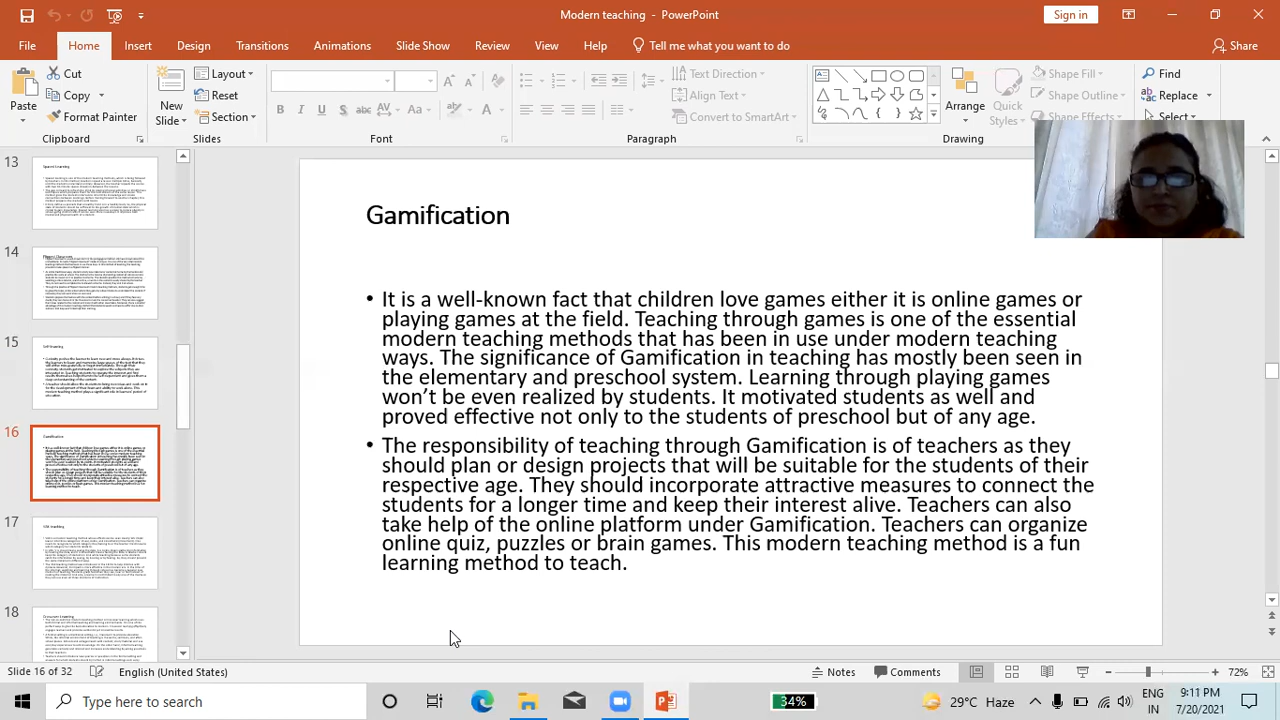 Modern teaching - PowerPoint
Sign in
File Home Insert Design Transitions Animations Slide Show Review View Help Tell me what you want to do Share
Paste
Cut
Copy
Format Painter
Clipboard
New Slide
Layout
Reset
Section
Slides
B I U S abc AV Aa A
Font
Text Direction
Align Text
Convert to SmartArt
Paragraph
Arrange
Quick Styles
Shape Fill
Shape Outline
Shape Effects
Drawing
Find
Replace
Select
13
14
15
16
17
18
Gamification
• It is a well-known fact that children love games either it is online games or
playing games at the field. Teaching through games is one of the essential
modern teaching methods that has been in use under modern teaching
ways. The significance of Gamification in teaching has mostly been seen in
the elementary and preschool system. Learning through playing games
won't be even realized by students. It motivated students as well and
proved effective not only to the students of preschool but of any age.
• The responsibility of teaching through Gamification is of teachers as they
should plan or design projects that will be suitable for the students of their
respective age. They should incorporate attractive measures to connect the
students for a longer time and keep their interest alive. Teachers can also
take help of the online platform under Gamification. Teachers can organize
online quiz, puzzles or brain games. This modern teaching method is a fun
learning method to teach.
Slide 16 of 32 English (United States) Notes Comments 72%
Type here to search
34%
29°C Haze
ENG
IN
9:11 PM
7/20/2021